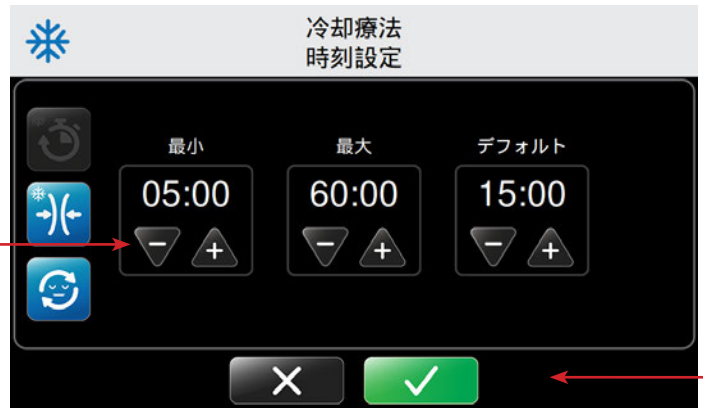 冷却療法
時刻設定
最小
最大
デフォルト
05:00
60:00
15:00
− +
− +
− +